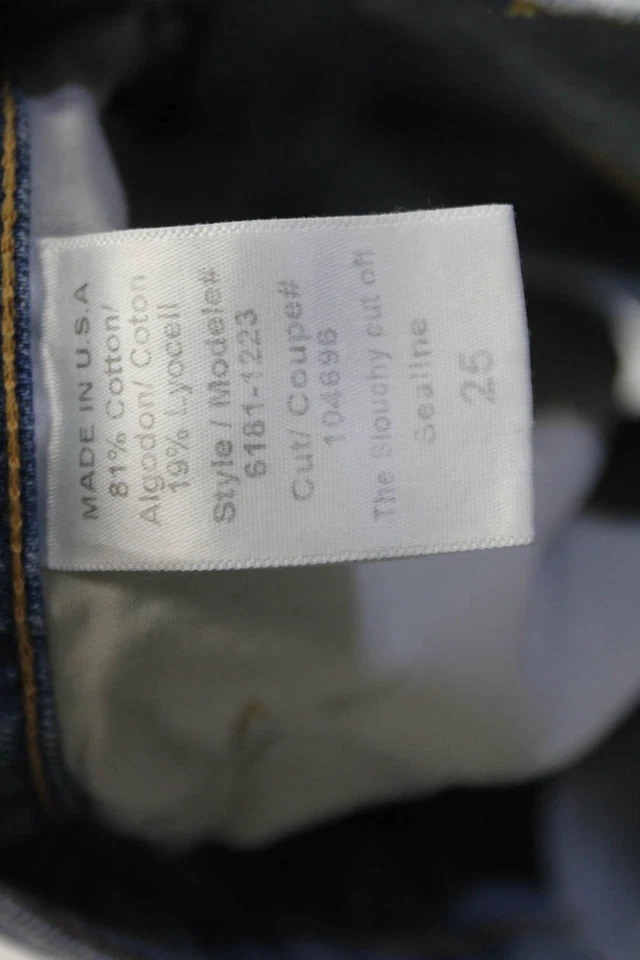 MADE IN U.S.A
81% Cotton/
Algodon/ Coton
19% Lyocell
Style / Modele#
6181-1223
Cut/ Coupe#
104696
The Slouchy cut off
Sealine
25